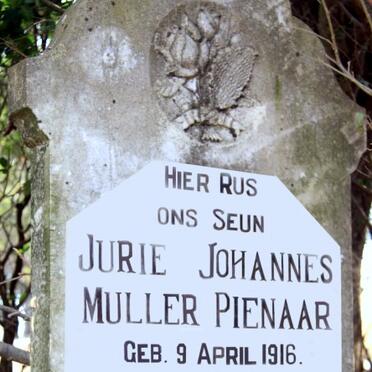 HIER RUS
ONS SEUN
JURIE JOHANNES
MULLER PIENAAR
GEB. 9 APRIL 1916.